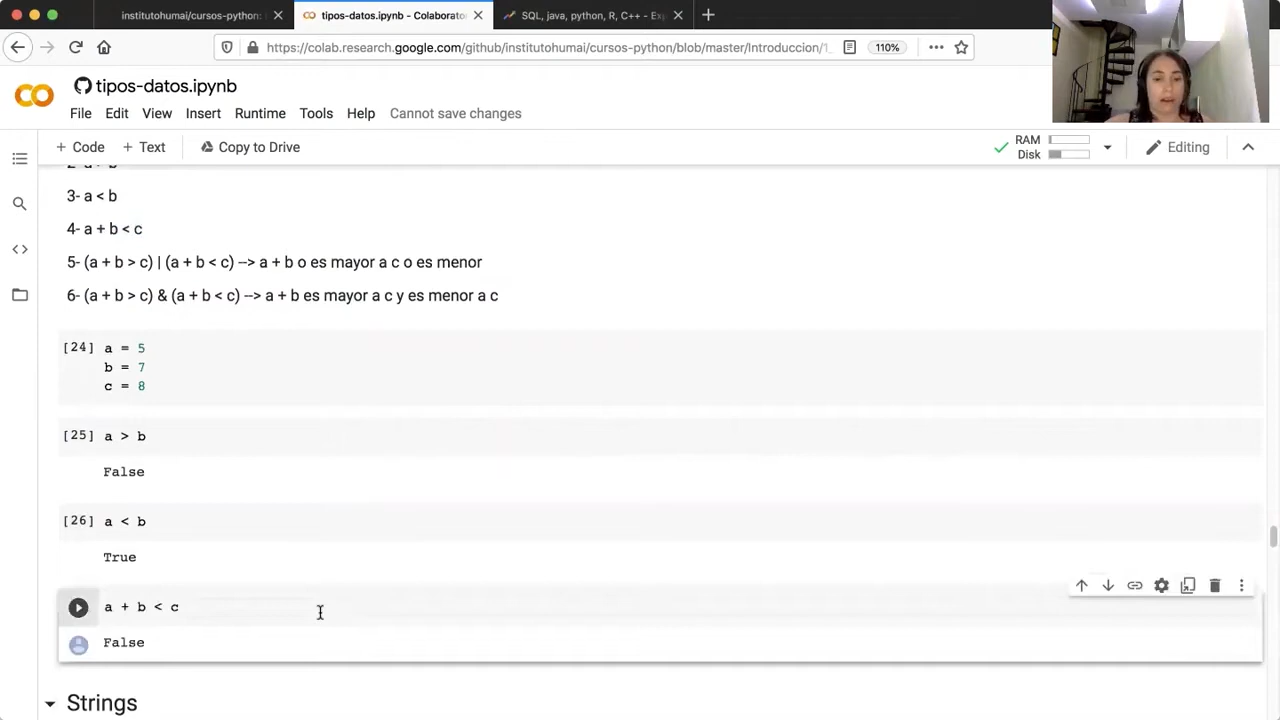 institutohumai/cursos-python:
tipos-datos.ipynb - Colaborato
SQL, java, python, R, C++ - Exp
https://colab.research.google.com/github/institutohumai/cursos-python/blob/master/Introduccion/1_
110%
tipos-datos.ipynb
File Edit View Insert Runtime Tools Help Cannot save changes
+ Code + Text Copy to Drive
RAM
Disk
Editing
3- a < b
4- a + b < c
5- (a + b > c) | (a + b < c) --> a + b o es mayor a c o es menor
6- (a + b > c) & (a + b < c) --> a + b es mayor a c y es menor a c
[24] a = 5
b = 7
c = 8
[25] a > b
False
[26] a < b
True
a + b < c
False
Strings